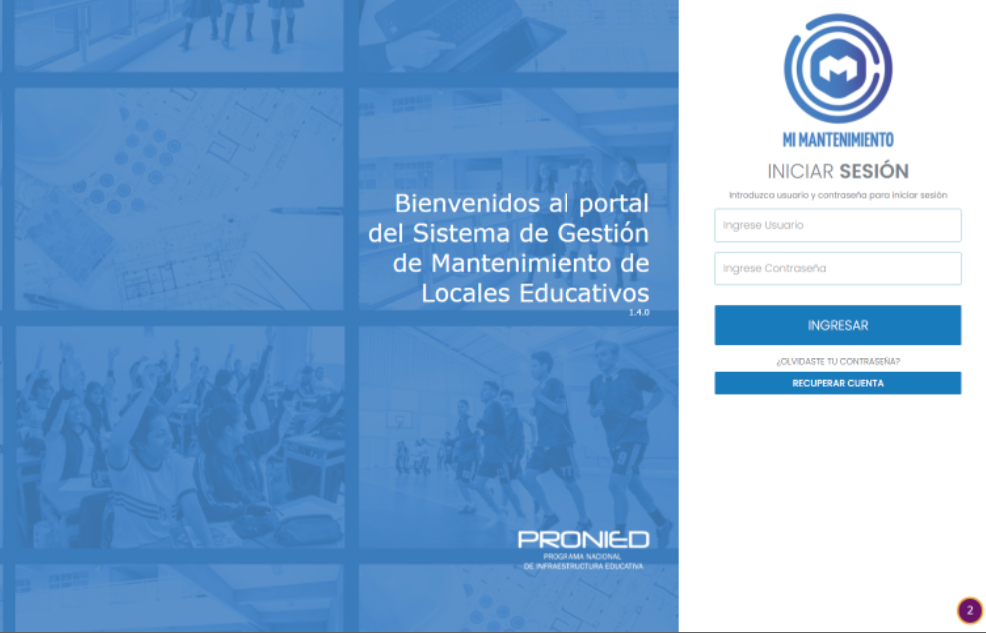 Bienvenidos al portal
del Sistema de Gestión
de Mantenimiento de
Locales Educativos
1.4.0
PRONIED
PROGRAMA NACIONAL
DE INFRAESTRUCTURA EDUCATIVA
MI MANTENIMIENTO
INICIAR SESIÓN
Introduzca usuario y contraseña para iniciar sesión
Ingrese Usuario
Ingrese Contraseña
INGRESAR
¿OLVIDASTE TU CONTRASEÑA?
RECUPERAR CUENTA
2